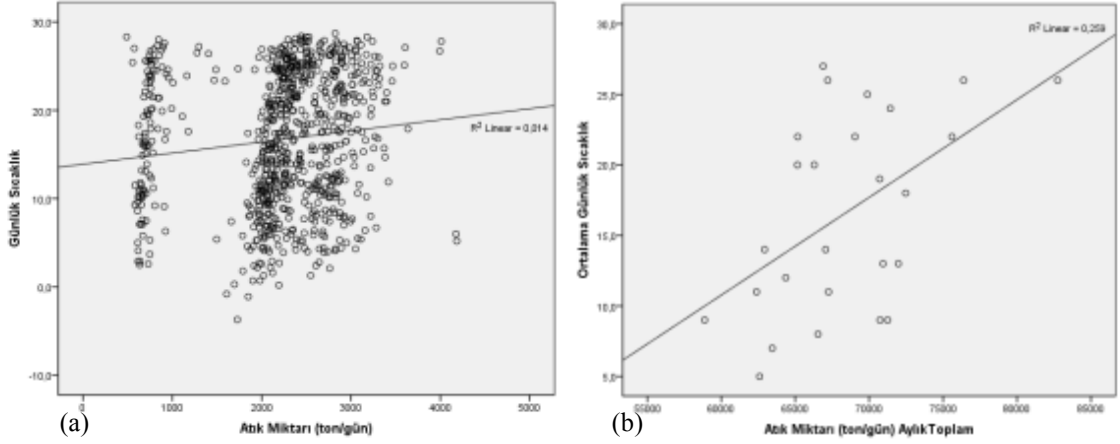 30,0
20,0
10,0
0,0
-10,0
Günlük Sıcaklık
R² Linear = 0,014
0 1000 2000 3000 4000 5000
(a) Atık Miktarı (ton/gün)
30,0
25,0
20,0
15,0
10,0
5,0
Ortalama Günlük Sıcaklık
R² Linear = 0,259
55000 60000 65000 70000 75000 80000 85000
(b) Atık Miktarı (ton/gün) AylıkToplam